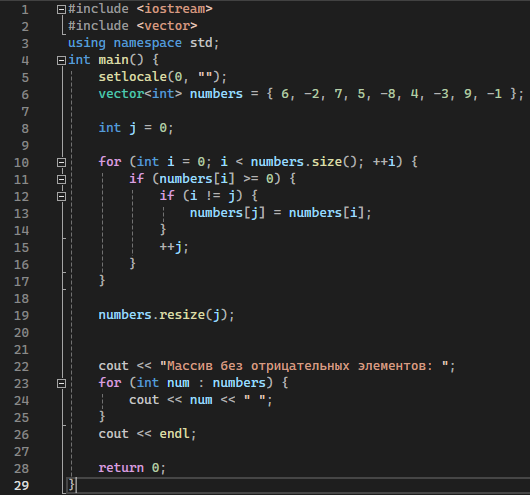 1 #include <iostream>
2 #include <vector>
3 using namespace std;
4 int main() {
5     setlocale(0, "");
6     vector<int> numbers = { 6, -2, 7, 5, -8, 4, -3, 9, -1 };
7
8     int j = 0;
9
10     for (int i = 0; i < numbers.size(); ++i) {
11         if (numbers[i] >= 0) {
12             if (i != j) {
13                 numbers[j] = numbers[i];
14             }
15             ++j;
16         }
17     }
18
19     numbers.resize(j);
20
21
22     cout << "Массив без отрицательных элементов: ";
23     for (int num : numbers) {
24         cout << num << " ";
25     }
26     cout << endl;
27
28     return 0;
29 }